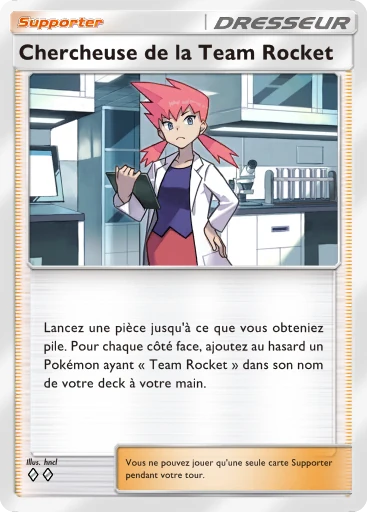 Supporter
DRESSEUR
Chercheuse de la Team Rocket
Lancez une pièce jusqu'à ce que vous obteniez
pile. Pour chaque côté face, ajoutez au hasard un
Pokémon ayant « Team Rocket » dans son nom
de votre deck à votre main.
Illus. hncl
Vous ne pouvez jouer qu'une seule carte Supporter
pendant votre tour.